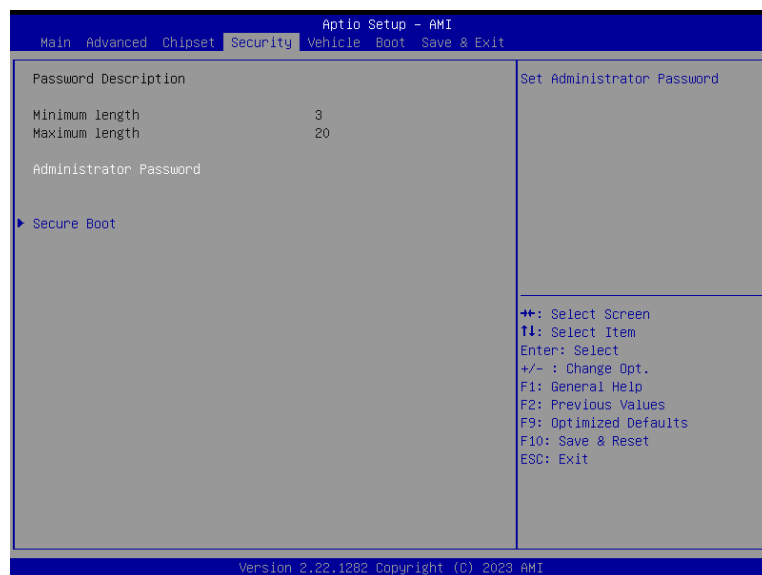 Aptio Setup – AMI
Main Advanced Chipset Security Vehicle Boot Save & Exit
Password Description
Minimum length 3
Maximum length 20
Administrator Password
Secure Boot
Set Administrator Password
→←: Select Screen
↑↓: Select Item
Enter: Select
+/- : Change Opt.
F1: General Help
F2: Previous Values
F9: Optimized Defaults
F10: Save & Reset
ESC: Exit
Version 2.22.1282 Copyright (C) 2023 AMI